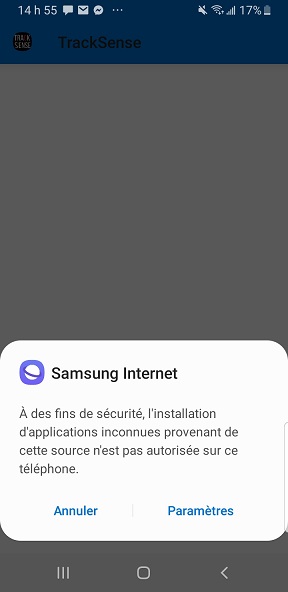 14 h 55 17%
TRACK
SENSE
TrackSense
Samsung Internet
À des fins de sécurité, l'installation
d'applications inconnues provenant de
cette source n'est pas autorisée sur ce
téléphone.
Annuler Paramètres